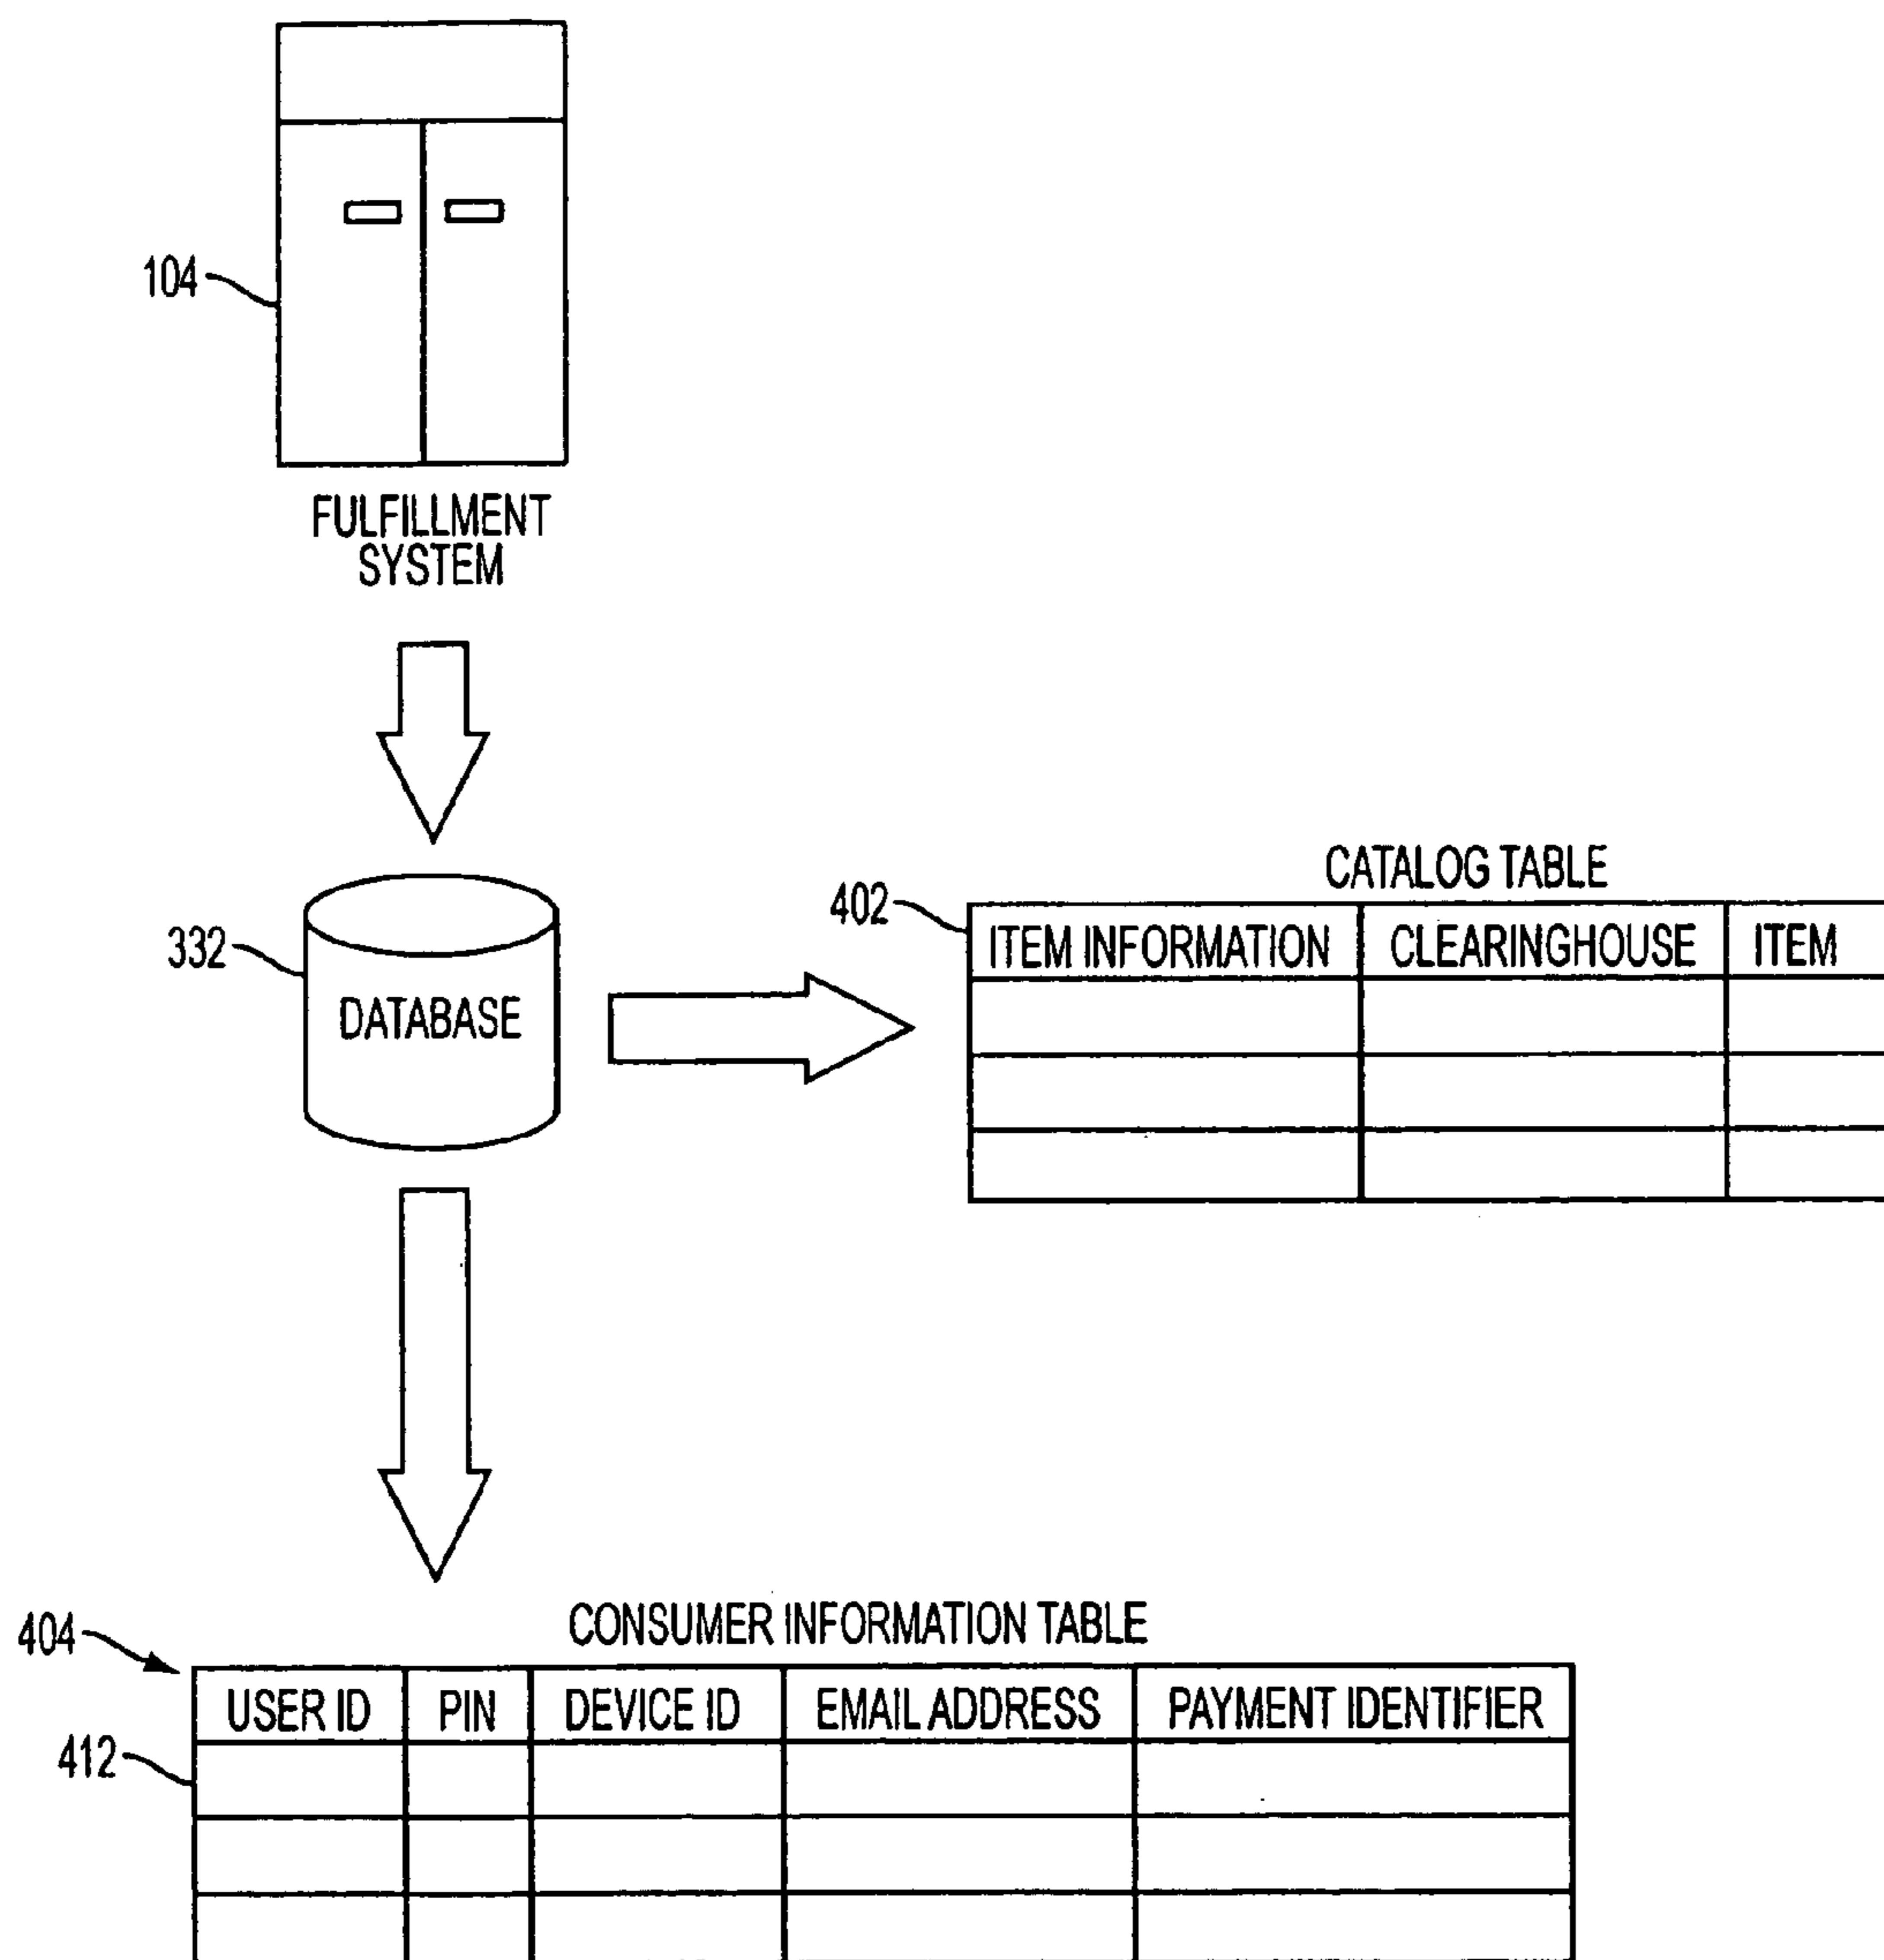 104
FULFILLMENT
SYSTEM
CATALOG TABLE
402
ITEM INFORMATION CLEARINGHOUSE ITEM
332
DATABASE
CONSUMER INFORMATION TABLE
404
USER ID PIN DEVICE ID EMAIL ADDRESS PAYMENT IDENTIFIER
412